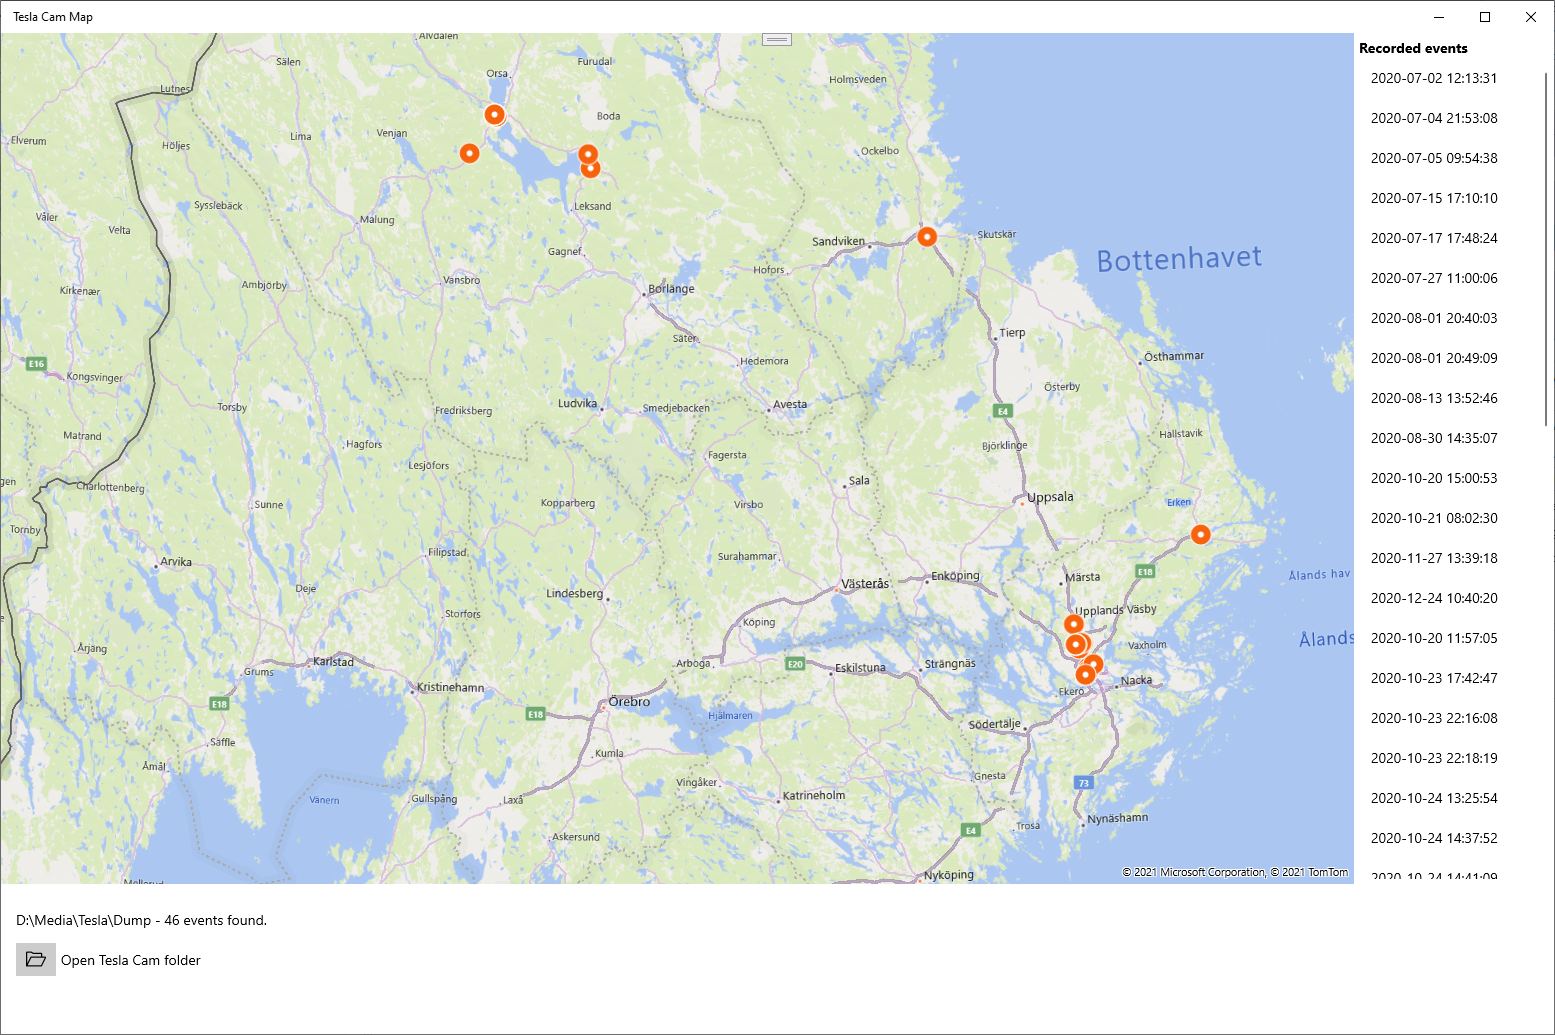 Tesla Cam Map
Älvdalen
Sälen
Orsa
Furudal
Holmsveden
Lutnes
Elverum
Höljes
Lima
Venjan
Boda
Ockelbo
Våler
Velta
Sysslebäck
Malung
Leksand
Sandviken
Skutskär
Gagnef
Hofors
Bottenhavet
Kirkenær
Ambjörby
Vansbro
Borlänge
Säter
Tierp
Hedemora
Östhammar
E16
Kongsvinger
Torsby
Fredriksberg
Ludvika
Smedjebacken
Avesta
Österby
E4
Matrand
Hagfors
Lesjöfors
Fagersta
Björklinge
Hallstavik
Charlottenberg
Sunne
Kopparberg
Virsbo
Sala
Uppsala
Erken
Tornby
Arvika
Filipstad
Surahammar
Västerås
Enköping
Märsta
E18
Ålands hav
Deje
Storfors
Lindesberg
Köping
Upplands Väsby
Vaxholm
Ålands
Årjäng
Grums
Karlstad
Kristinehamn
Arboga
E20
Eskilstuna
Strängnäs
Ekerö
Nacka
E18
Säffle
E18
Örebro
Hjälmaren
Södertälje
Åmål
Vänern
Gullspång
Laxå
Kumla
Vingåker
Katrineholm
Gnesta
73
Nynäshamn
Askersund
E4
Trosa
Mellerud
Nyköping
© 2021 Microsoft Corporation, © 2021 TomTom
Recorded events
2020-07-02 12:13:31
2020-07-04 21:53:08
2020-07-05 09:54:38
2020-07-15 17:10:10
2020-07-17 17:48:24
2020-07-27 11:00:06
2020-08-01 20:40:03
2020-08-01 20:49:09
2020-08-13 13:52:46
2020-08-30 14:35:07
2020-10-20 15:00:53
2020-10-21 08:02:30
2020-11-27 13:39:18
2020-12-24 10:40:20
2020-10-20 11:57:05
2020-10-23 17:42:47
2020-10-23 22:16:08
2020-10-23 22:18:19
2020-10-24 13:25:54
2020-10-24 14:37:52
2020-10-24 14:41:09
D:\Media\Tesla\Dump - 46 events found.
Open Tesla Cam folder